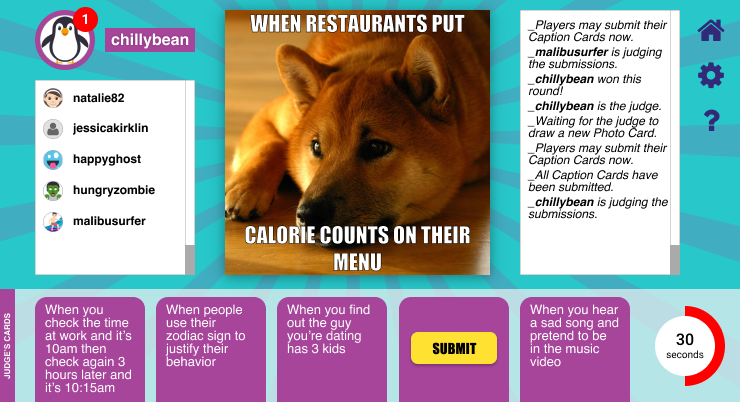 1
chillybean
natalie82
jessicakirklin
happyghost
hungryzombie
malibusurfer
WHEN RESTAURANTS PUT
CALORIE COUNTS ON THEIR
MENU
_Players may submit their
Caption Cards now.
_malibusurfer is judging
the submissions.
_chillybean won this
round!
_chillybean is the judge.
_Waiting for the judge to
draw a new Photo Card.
_Players may submit their
Caption Cards now.
_All Caption Cards have
been submitted.
_chillybean is judging the
submissions.
?
JUDGE'S CARDS
When you
check the time
at work and it's
10am then
check again 3
hours later and
it's 10:15am
When people
use their
zodiac sign to
justify their
behavior
When you find
out the guy
you're dating
has 3 kids
SUBMIT
When you hear
a sad song and
pretend to be
in the music
video
30
seconds